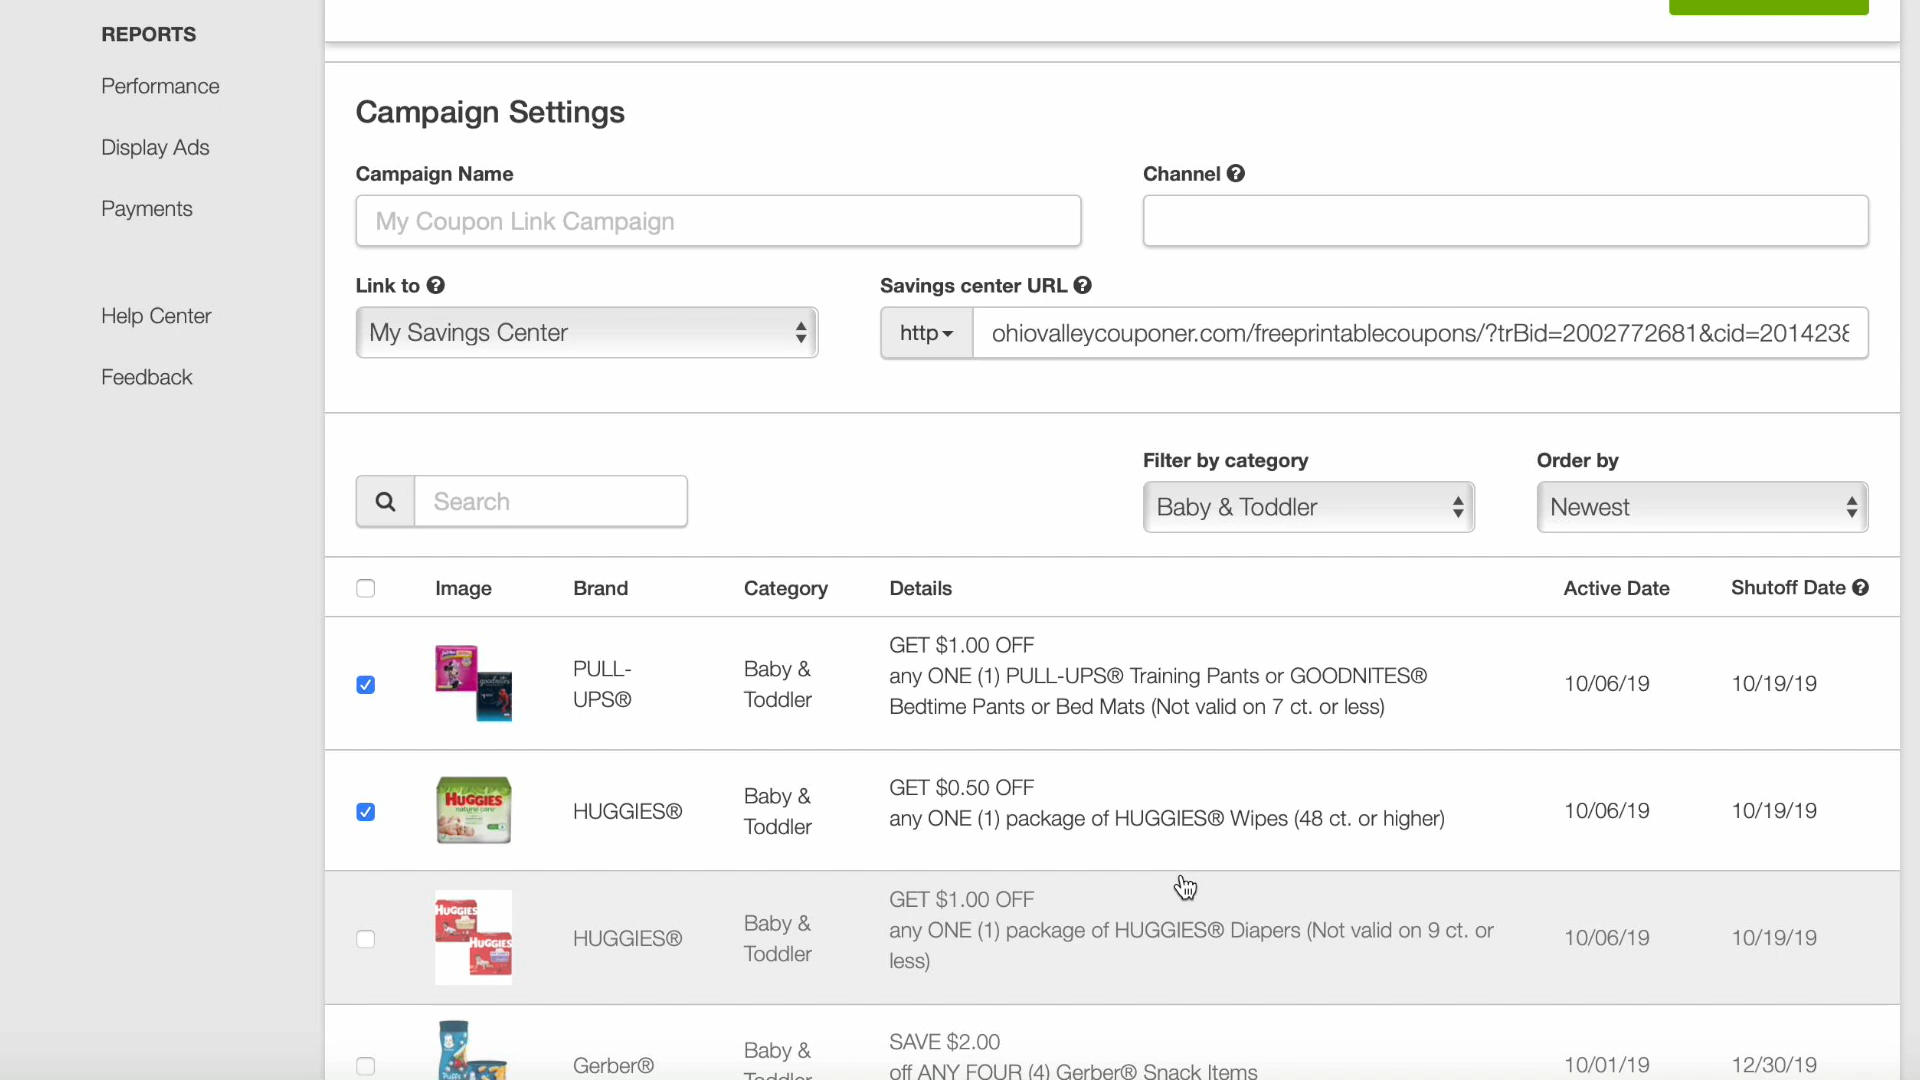 REPORTS
Performance
Display Ads
Payments
Help Center
Feedback
Campaign Settings
Campaign Name
Channel
My Coupon Link Campaign
Link to
Savings center URL
My Savings Center
http
ohiovalleycouponer.com/freeprintablecoupons/?trBid=2002772681&cid=201423
Search
Filter by category
Baby & Toddler
Order by
Newest
Image Brand Category Details Active Date Shutoff Date
PULL-
UPS®
Baby &
Toddler
GET $1.00 OFF
any ONE (1) PULL-UPS® Training Pants or GOODNITES®
Bedtime Pants or Bed Mats (Not valid on 7 ct. or less)
10/06/19
10/19/19
HUGGIES
HUGGIES®
Baby &
Toddler
GET $0.50 OFF
any ONE (1) package of HUGGIES® Wipes (48 ct. or higher)
10/06/19
10/19/19
HUGGIES
HUGGIES
HUGGIES®
Baby &
Toddler
GET $1.00 OFF
any ONE (1) package of HUGGIES® Diapers (Not valid on 9 ct. or
less)
10/06/19
10/19/19
Gerber®
Baby &
Toddler
SAVE $2.00
off ANY FOUR (4) Gerber® Snack Items
10/01/19
12/30/19